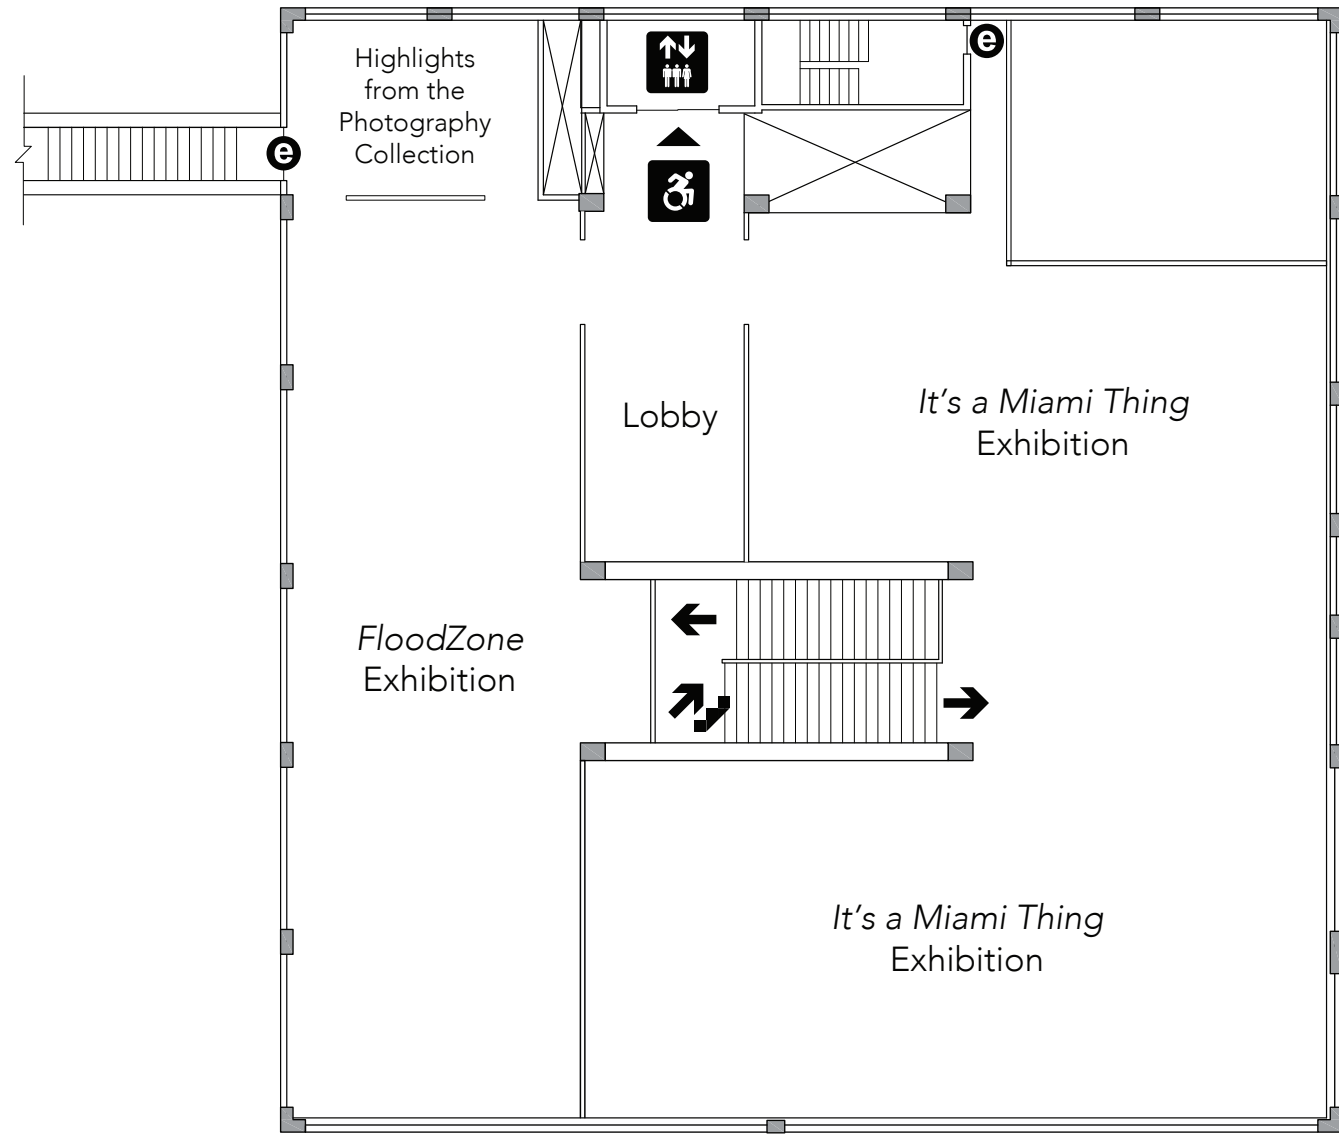 Highlights
from the
Photography
Collection
e
e
Lobby
It's a Miami Thing
Exhibition
FloodZone
Exhibition
It's a Miami Thing
Exhibition